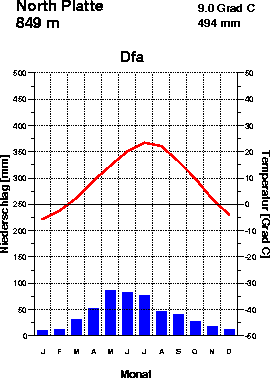 North Platte
849 m
9.0 Grad C
494 mm
Dfa
500 50
450 40
400 30
350 20
300 10
250 0
200 -10
150 -20
100 -30
50 -40
0 -50
Niederschlag [mm]
Temperatur [Grad C]
J F M A M J J A S O N D
Monat